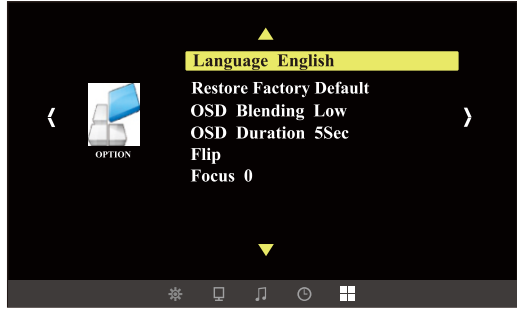 Language English
Restore Factory Default
OSD Blending Low
OSD Duration 5Sec
Flip
Focus 0
OPTION